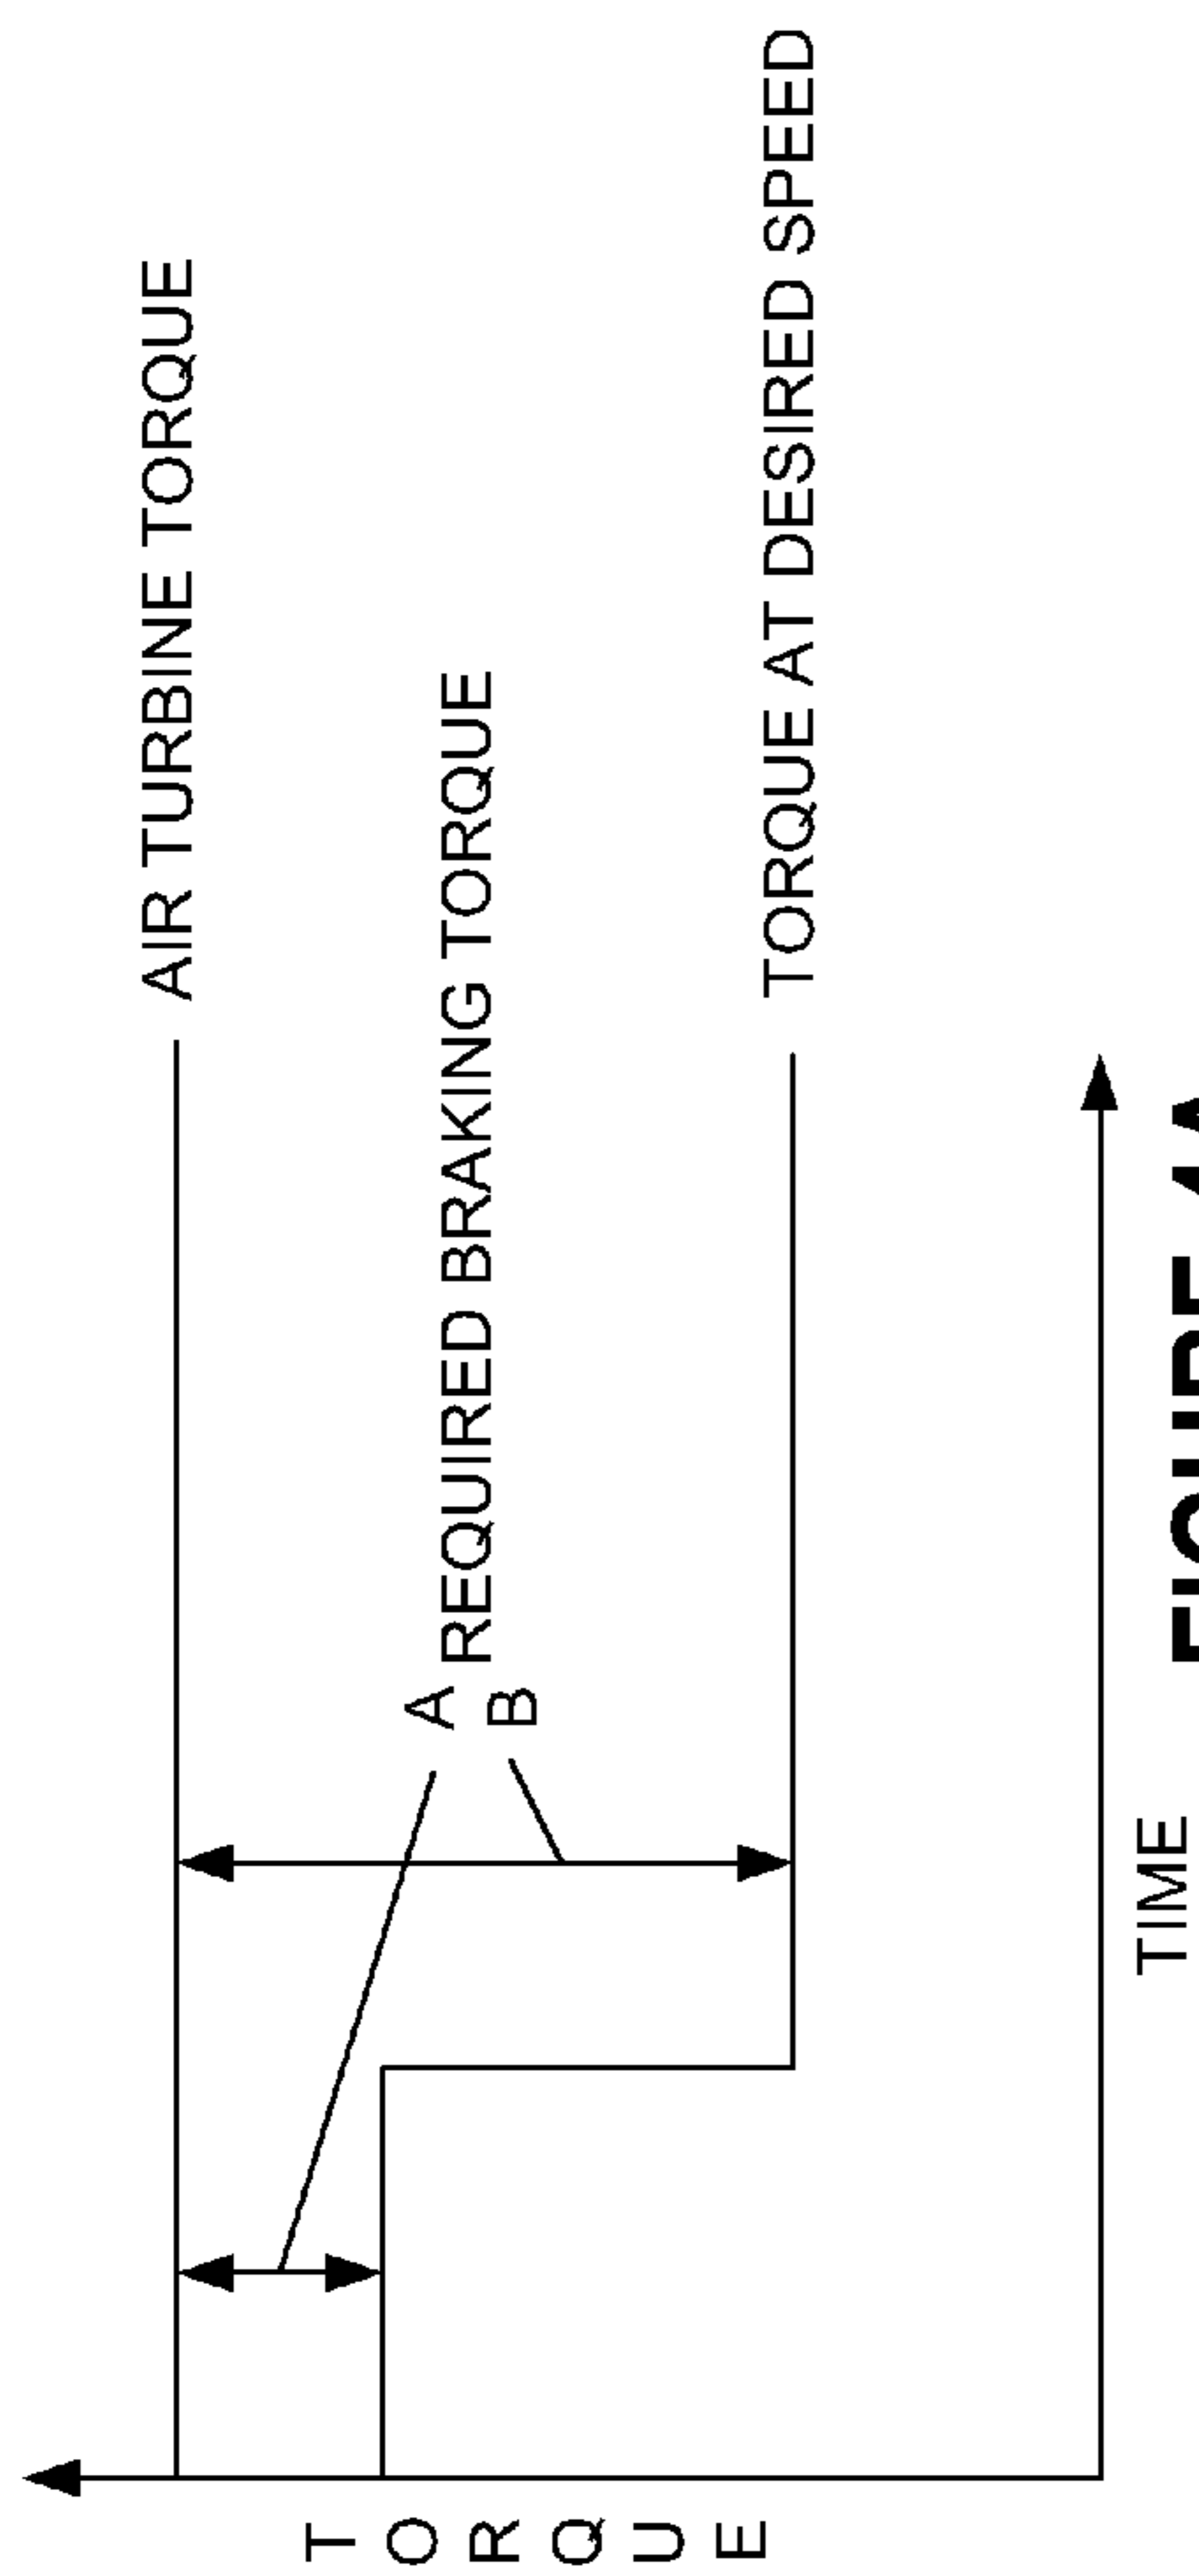 AIR TURBINE TORQUE
A
REQUIRED BRAKING TORQUE
B
TORQUE AT DESIRED SPEED
TORQUE
TIME